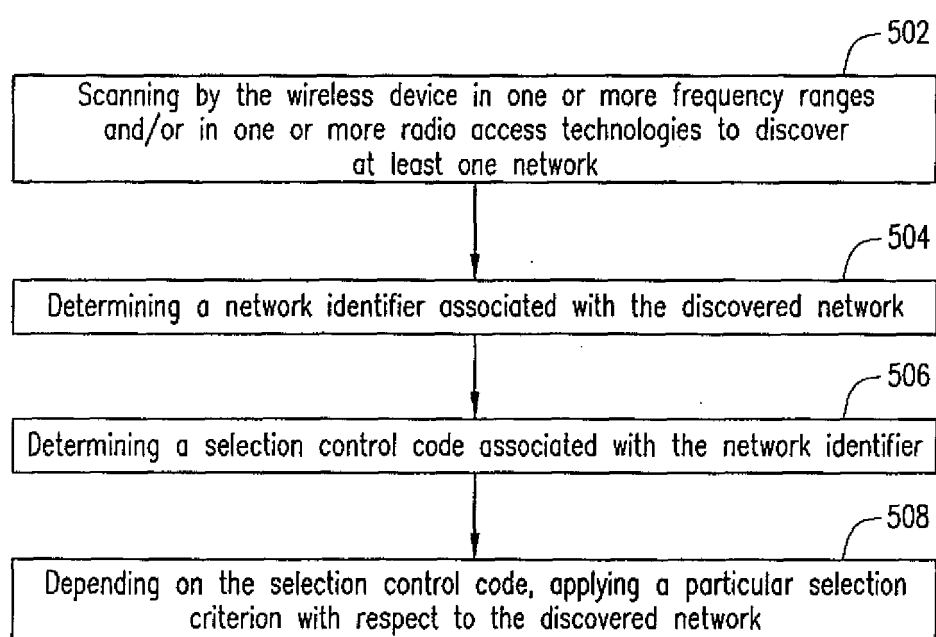 502
Scanning by the wireless device in one or more frequency ranges
and/or in one or more radio access technologies to discover
at least one network
504
Determining a network identifier associated with the discovered network
506
Determining a selection control code associated with the network identifier
508
Depending on the selection control code, applying a particular selection
criterion with respect to the discovered network